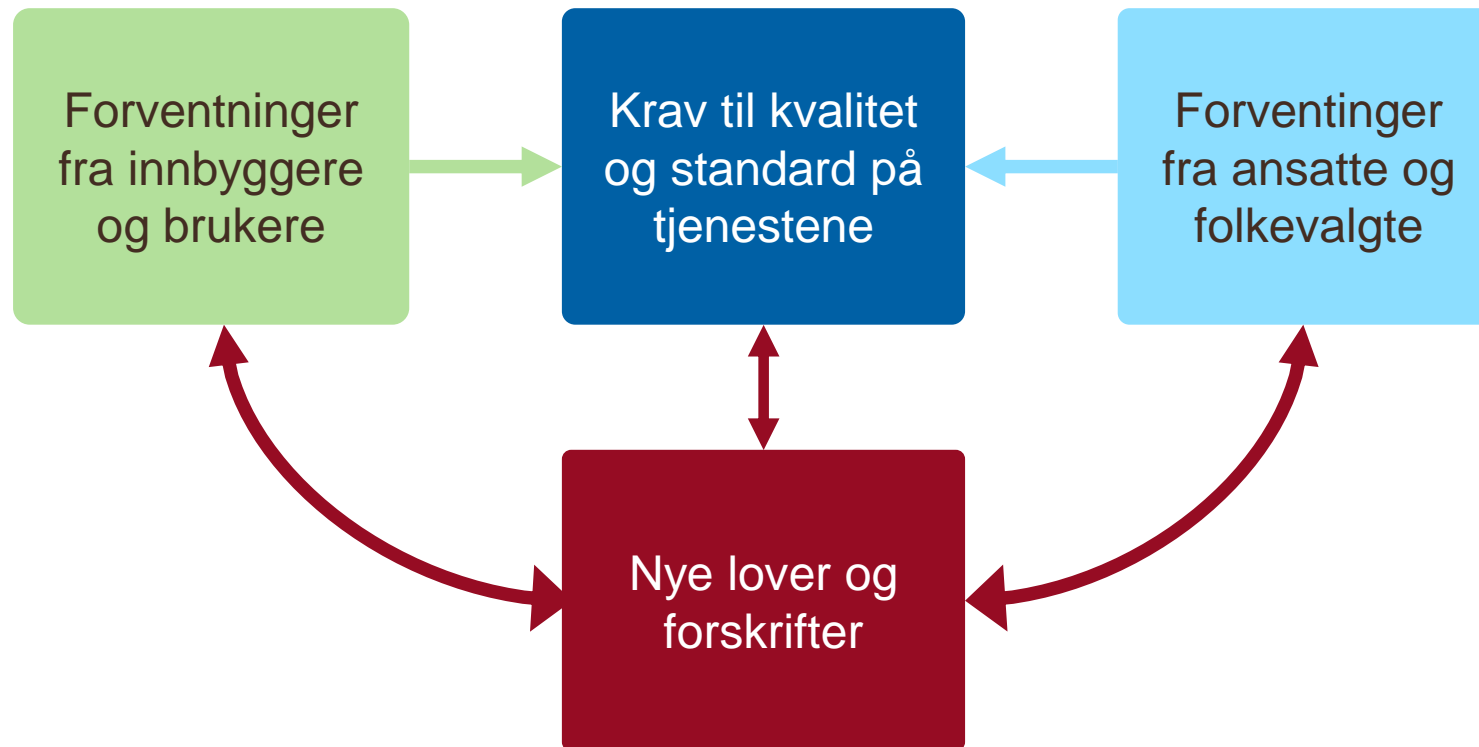 Forventninger
fra innbyggere
og brukere
Krav til kvalitet
og standard på
tjenestene
Forventinger
fra ansatte og
folkevalgte
Nye lover og
forskrifter